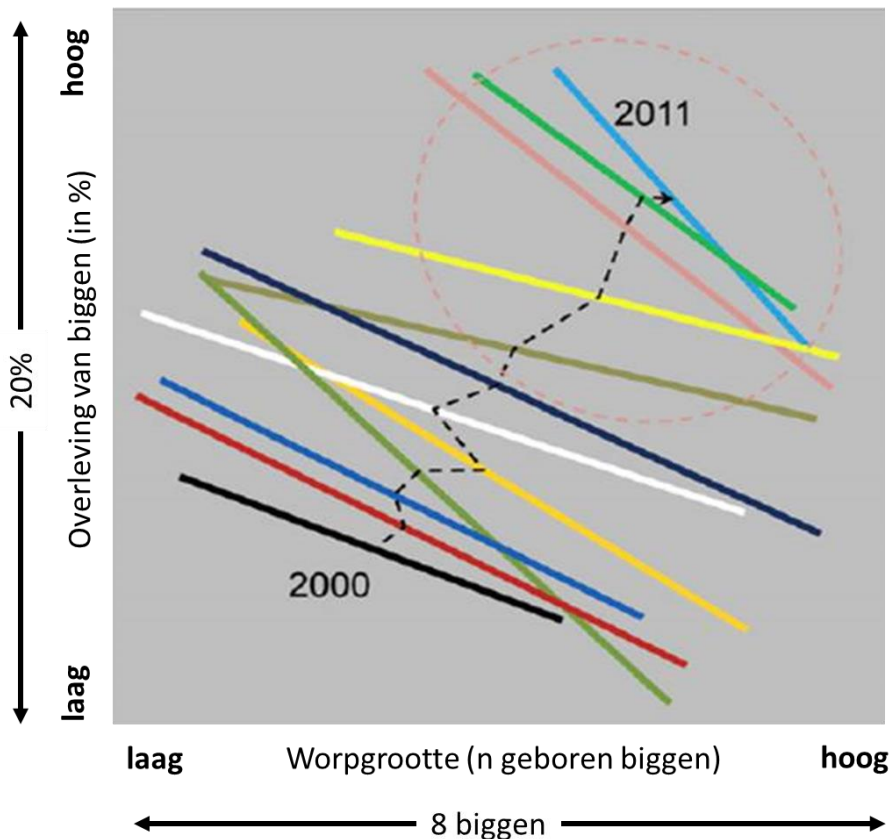 hoog
Overleving van biggen (in %)
20%
laag
2011
2000
laag
Worpgrootte (n geboren biggen)
hoog
8 biggen